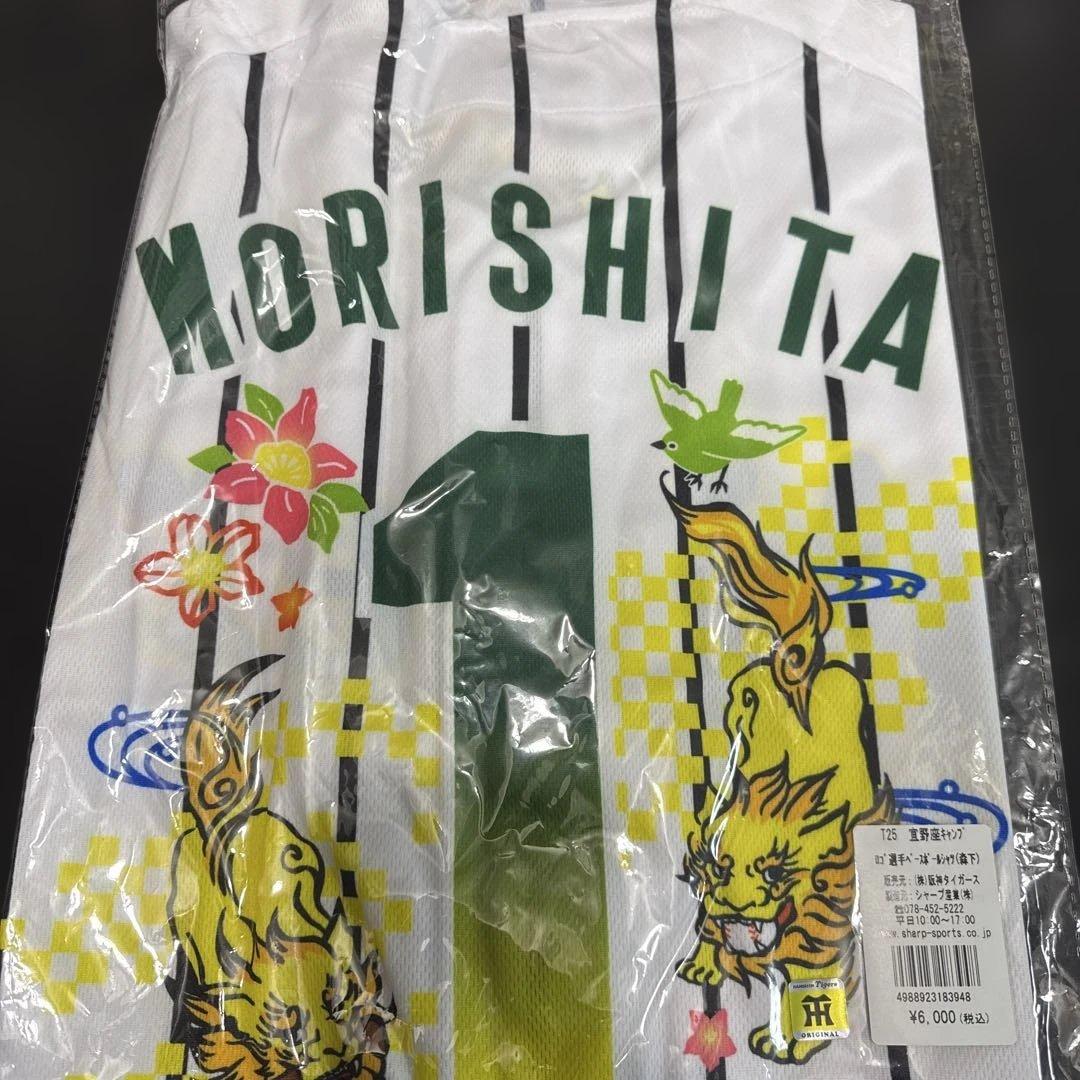 MORISHITA
1
T25 宜野座キャンプ
ﾛｺﾞ選手ベースボールシャツ(森下)
販売元:(株)阪神タイガース
製造元:シャープ産業(株)
☎078-452-5222
平日10:00～17:00
www.sharp-sports.co.jp
4988923183948
¥6,000(税込)
HANSHIN Tigers
HT
ORIGINAL